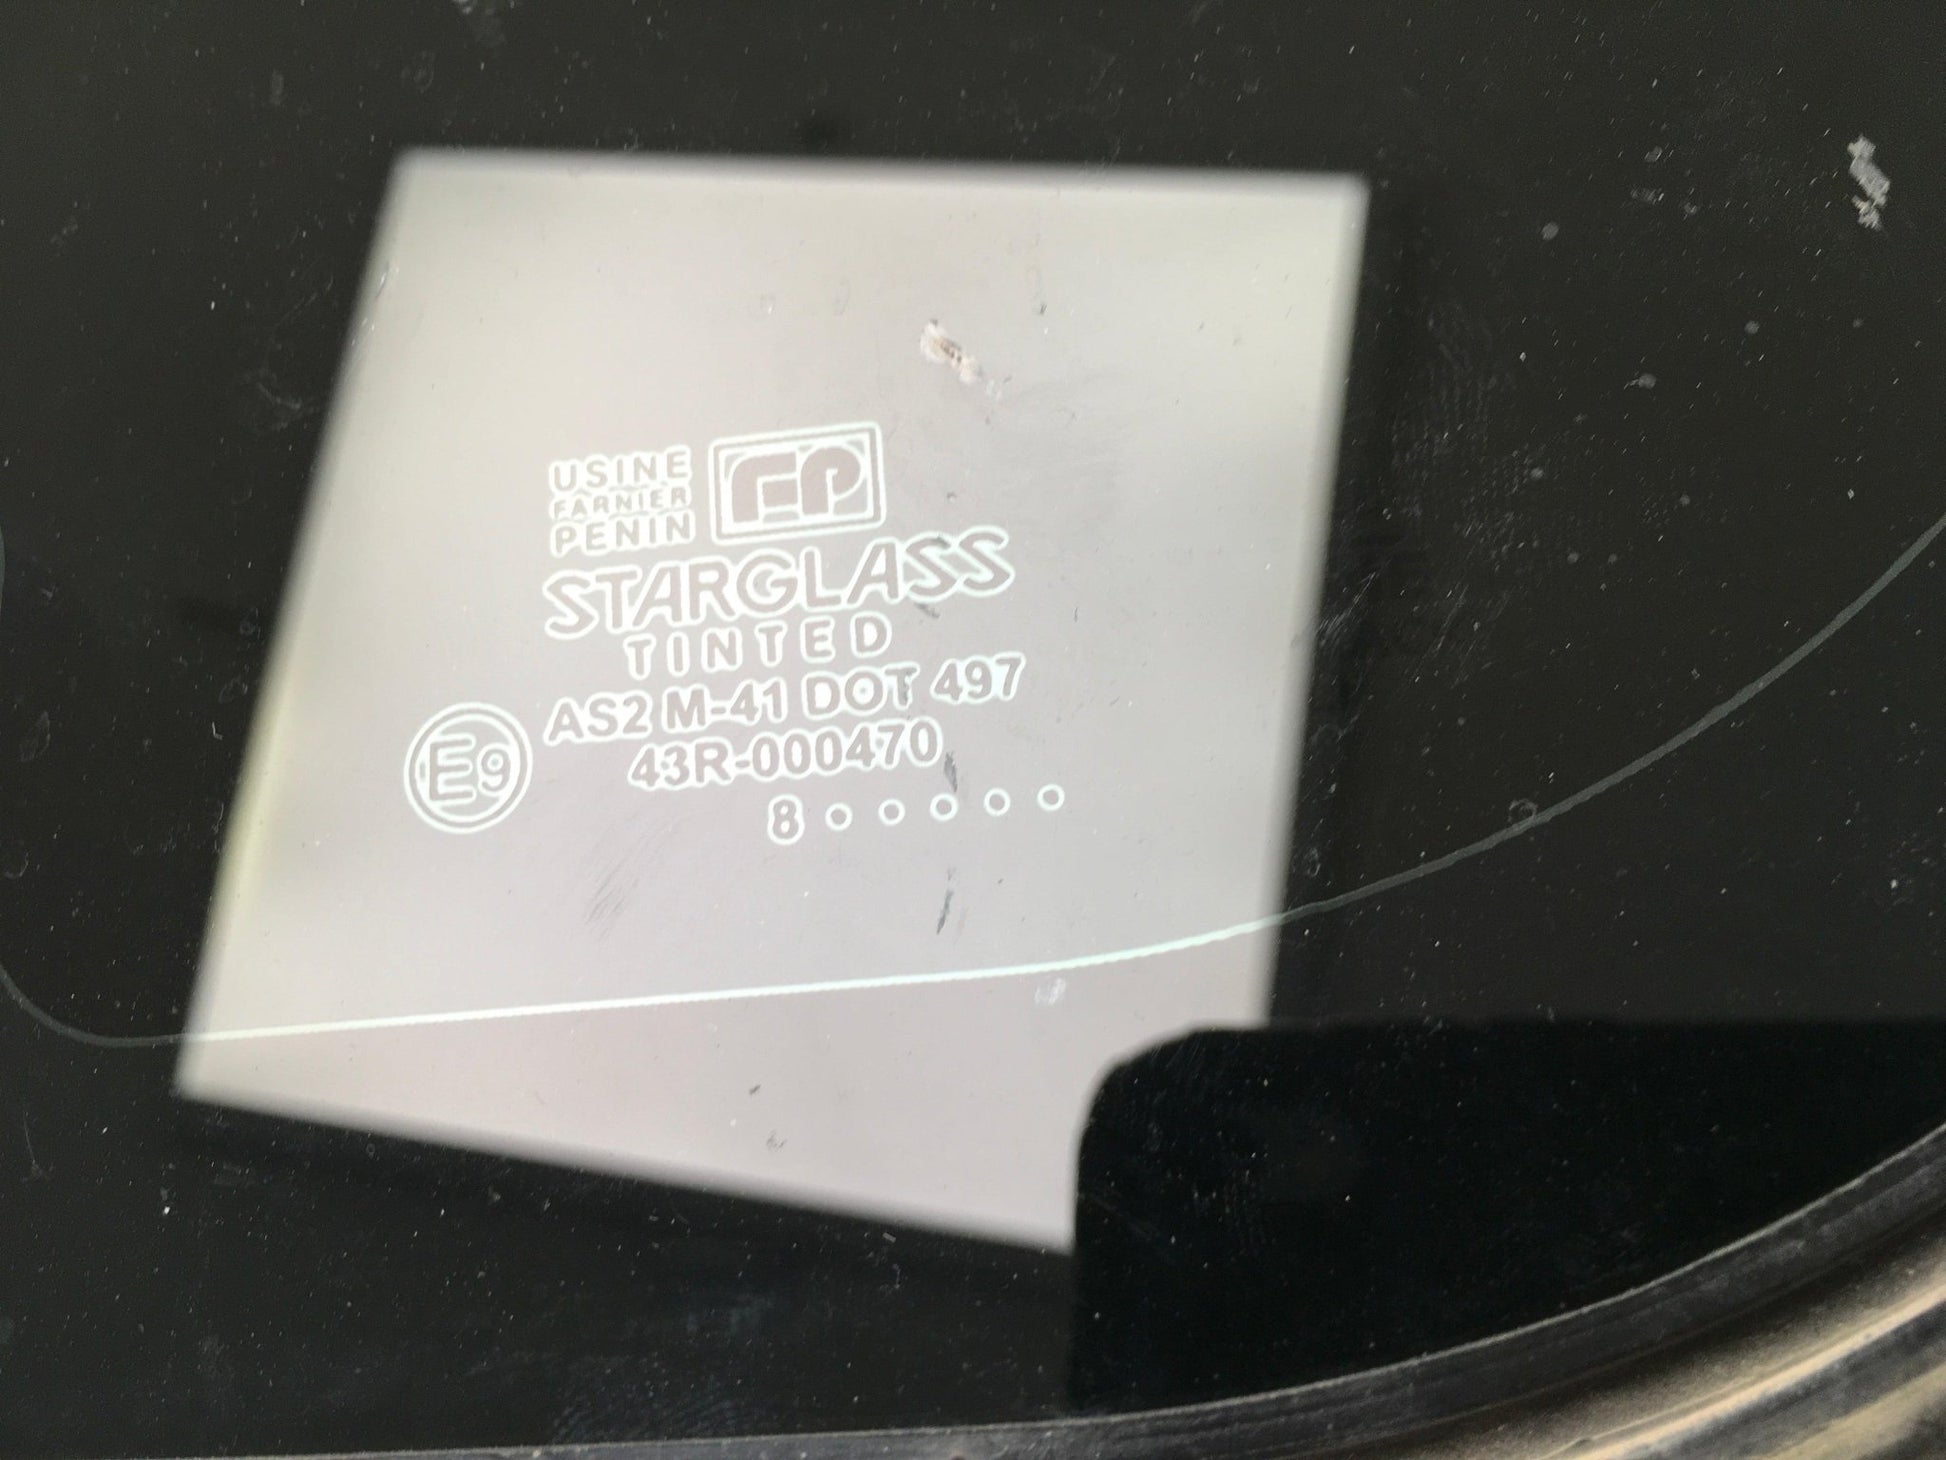 USINE
FARNIER
PENIN
FP
STARGLASS
TINTED
AS2 M-41 DOT 497
E9
43R-000470
8